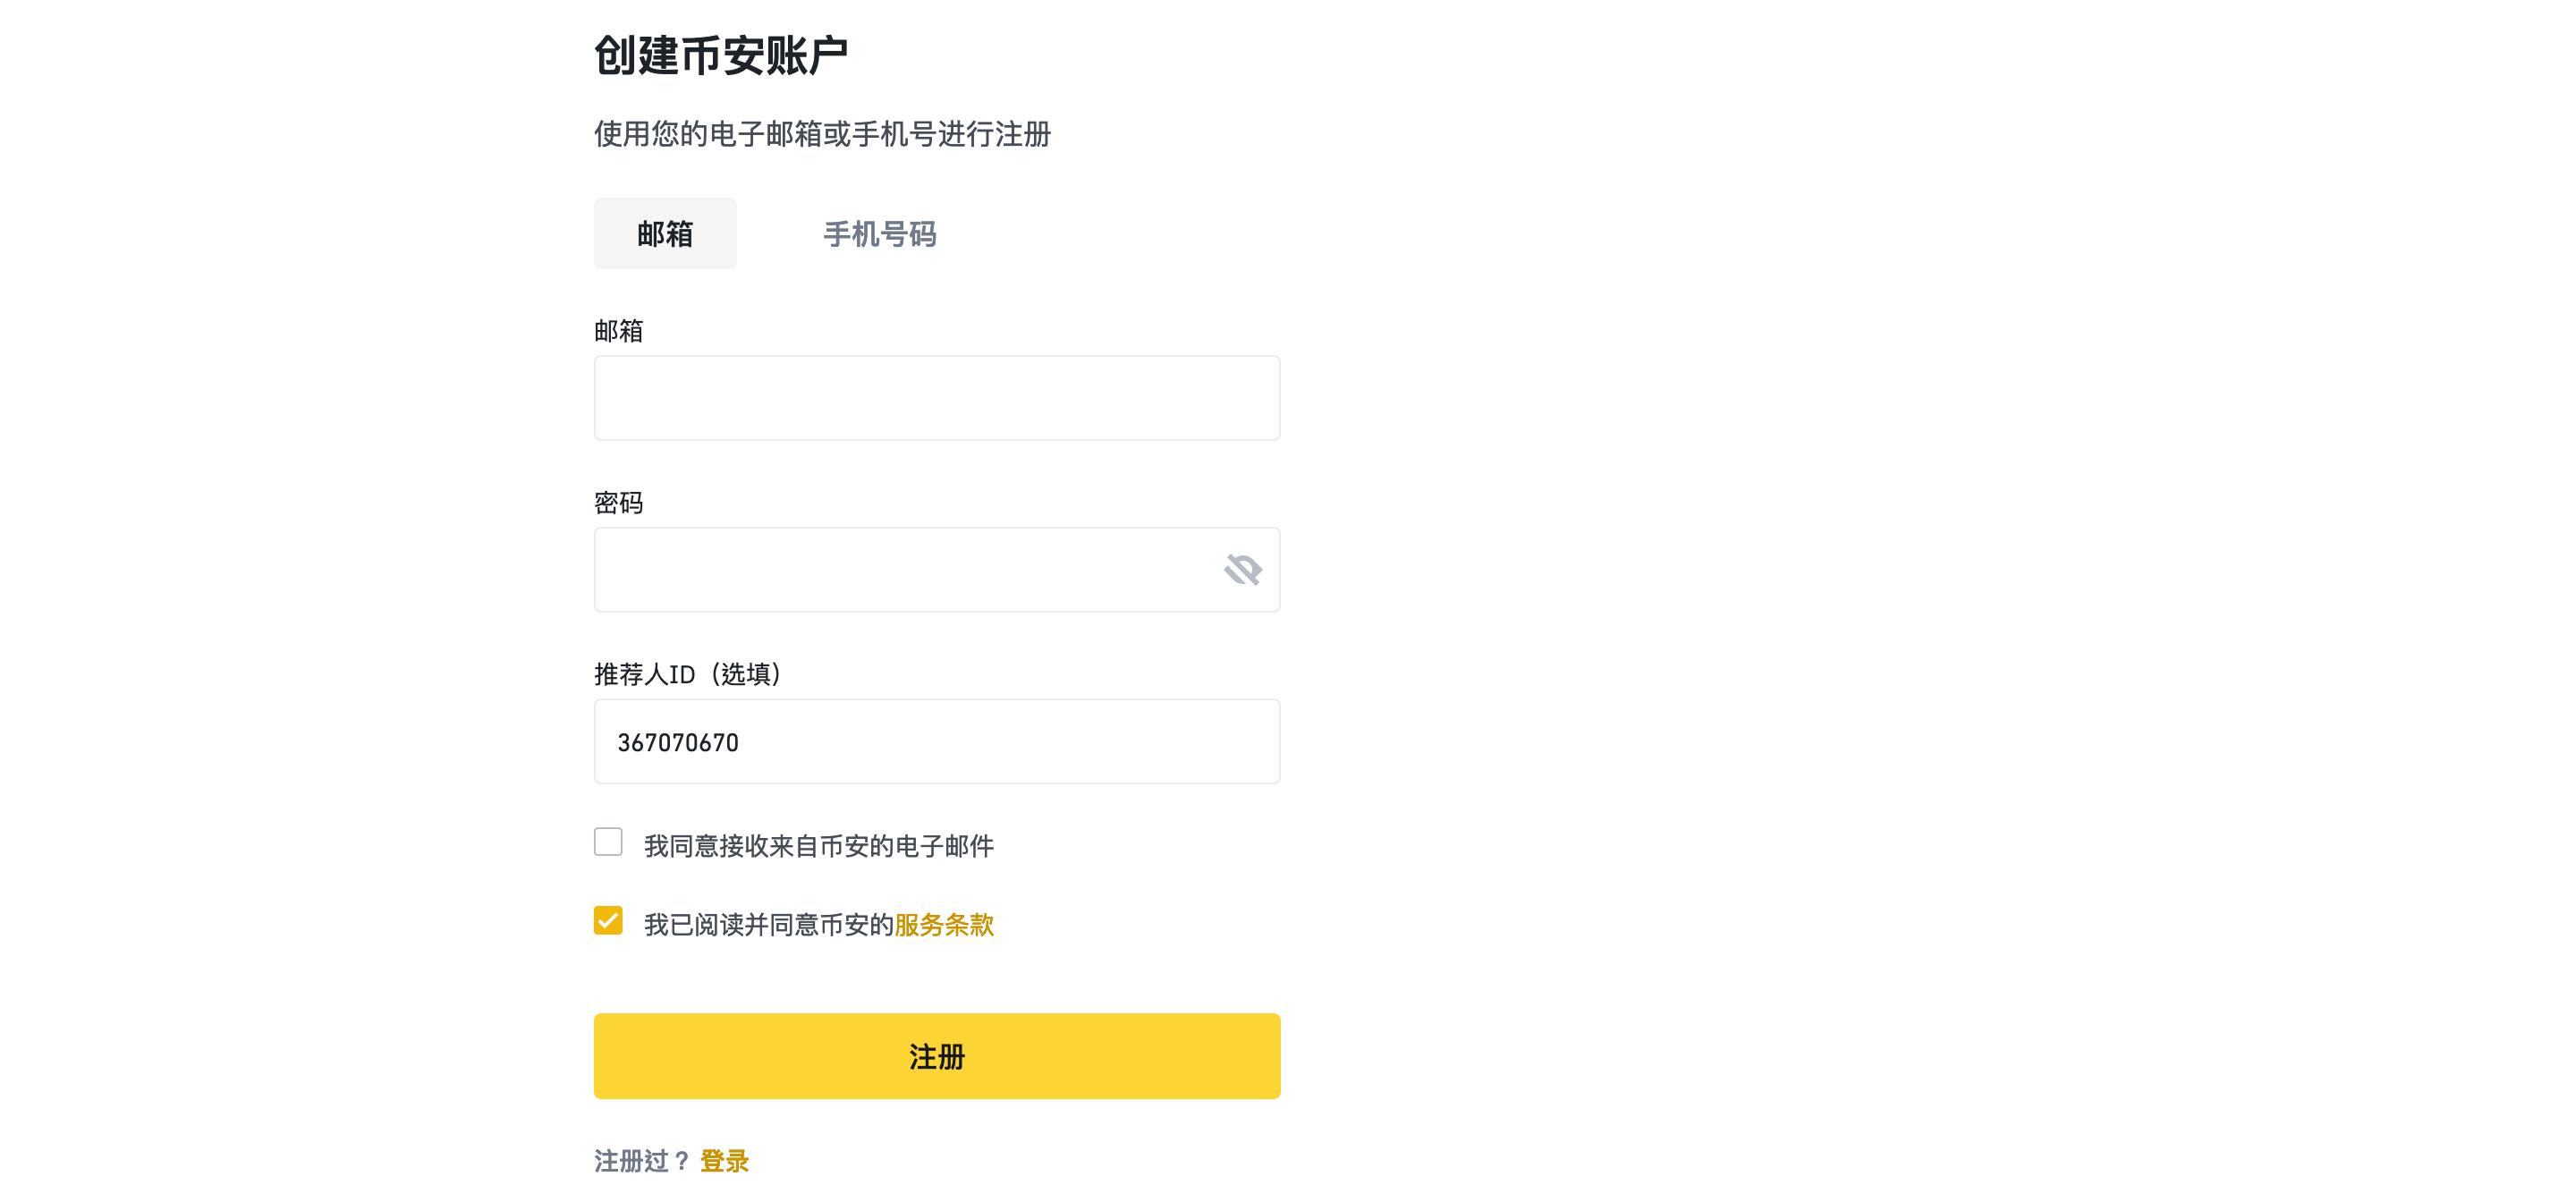 创建币安账户
使用您的电子邮箱或手机号进行注册
邮箱 手机号码
邮箱
密码
推荐人ID（选填）
367070670
我同意接收来自币安的电子邮件
我已阅读并同意币安的服务条款
注册
注册过？登录